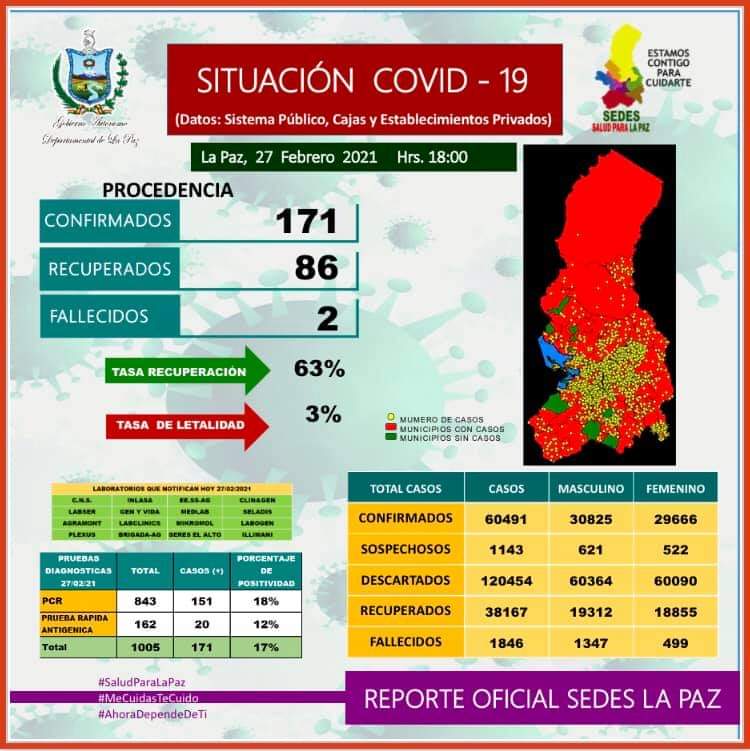 Gobierno Autónomo
Departamental de La Paz
SITUACIÓN COVID - 19
(Datos: Sistema Público, Cajas y Establecimientos Privados)
ESTAMOS
CONTIGO
PARA
CUIDARTE
SEDES
SALUD PARA LA PAZ
La Paz, 27 Febrero 2021 Hrs. 18:00
PROCEDENCIA
CONFIRMADOS 171
RECUPERADOS 86
FALLECIDOS 2
TASA RECUPERACIÓN 63%
TASA DE LETALIDAD 3%
MUMERO DE CASOS
MUNICIPIOS CON CASOS
MUNICIPIOS SIN CASOS
LABORATORIOS QUE NOTIFICAN HOY 27/02/2021
C.N.S. INLASA EE.SS-AG CLINAGEN
LABSER GEN Y VIDA MEDLAB SELADIS
AGRAMONT LABCLINICS MIKROMOL LABOGEN
PLEXUS BRIGADA-AG SERES EL ALTO ILLIMANI
PRUEBAS DIAGNOSTICAS 27/02/21 TOTAL CASOS (+) PORCENTAJE DE POSITIVIDAD
PCR 843 151 18%
PRUEBA RAPIDA ANTIGENICA 162 20 12%
Total 1005 171 17%
TOTAL CASOS CASOS MASCULINO FEMENINO
CONFIRMADOS 60491 30825 29666
SOSPECHOSOS 1143 621 522
DESCARTADOS 120454 60364 60090
RECUPERADOS 38167 19312 18855
FALLECIDOS 1846 1347 499
#SaludParaLaPaz
#MeCuidasTeCuido
#AhoraDependeDeTi
REPORTE OFICIAL SEDES LA PAZ